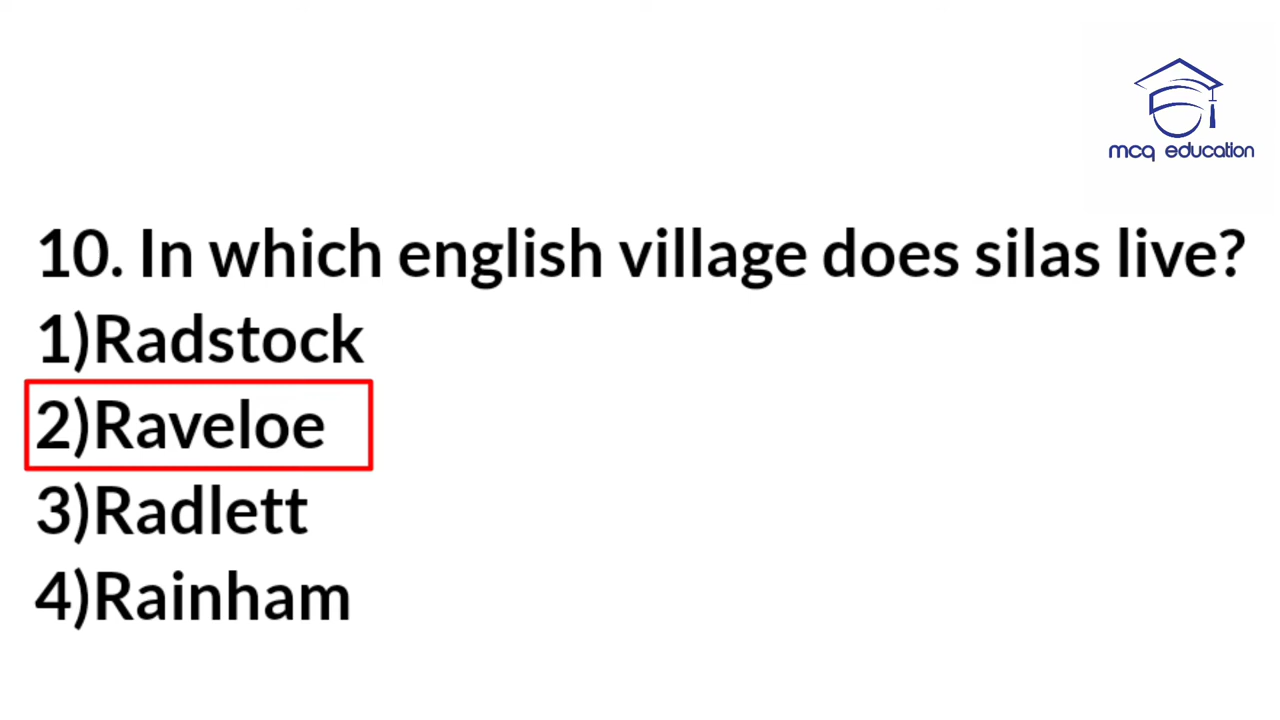 mcq education
10. In which english village does silas live?
1)Radstock
2)Raveloe
3)Radlett
4)Rainham